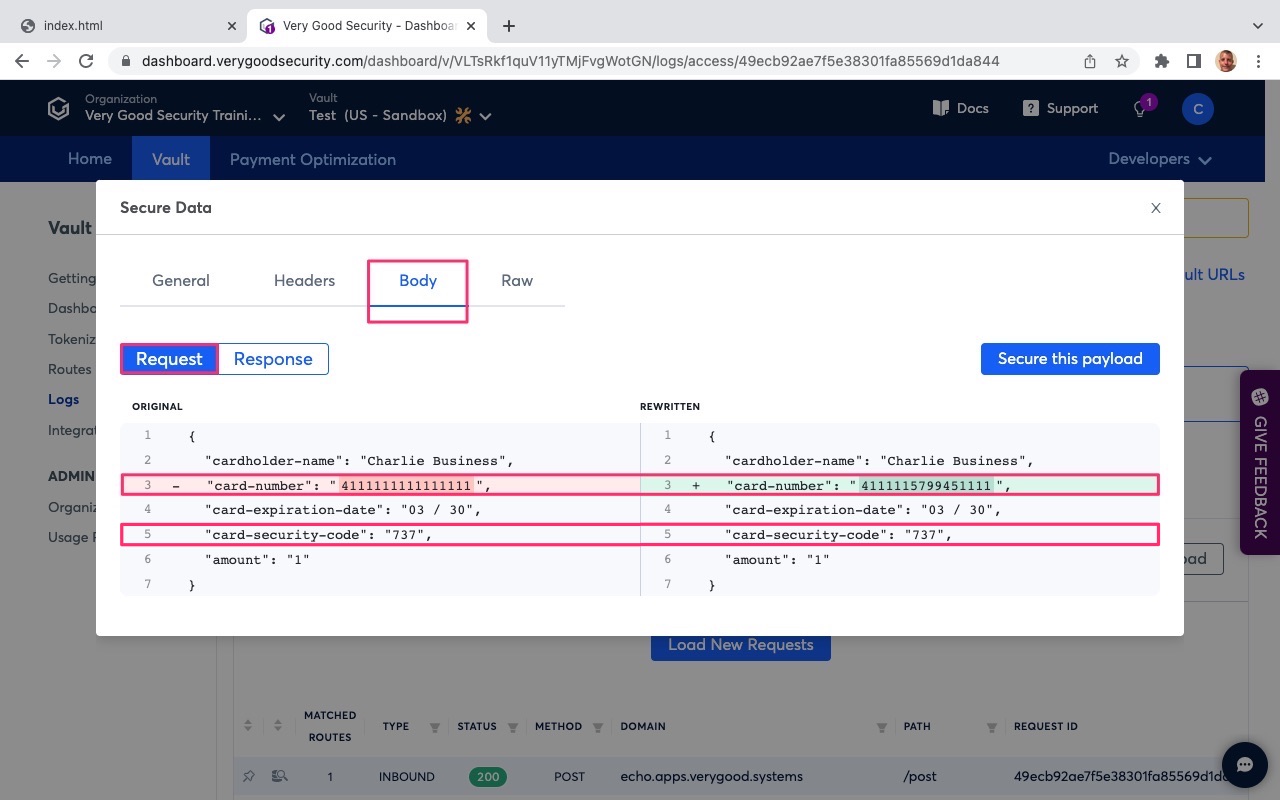 index.html
Very Good Security - Dashboa
dashboard.verygoodsecurity.com/dashboard/v/VLTsRkf1quV11yTMjFvgWotGN/logs/access/49ecb92ae7f5e38301fa85569d1da844
Organization
Very Good Security Traini...
Vault
Test (US - Sandbox)
Docs
Support
1
C
Home
Vault
Payment Optimization
Developers
Secure Data
Vault
Getting
Dashbo
Tokeniz
Routes
Logs
Integrat
ADMIN
Organiz
Usage R
ult URLs
General
Headers
Body
Raw
Request
Response
Secure this payload
ORIGINAL
1 {
2 "cardholder-name": "Charlie Business",
3 - "card-number": "4111111111111111",
4 "card-expiration-date": "03 / 30",
5 "card-security-code": "737",
6 "amount": "1"
7 }
REWRITTEN
1 {
2 "cardholder-name": "Charlie Business",
3 + "card-number": "4111115799451111",
4 "card-expiration-date": "03 / 30",
5 "card-security-code": "737",
6 "amount": "1"
7 }
GIVE FEEDBACK
oad
Load New Requests
MATCHED ROUTES
TYPE
STATUS
METHOD
DOMAIN
PATH
REQUEST ID
1
INBOUND
200
POST
echo.apps.verygood.systems
/post
49ecb92ae7f5e38301fa85569d1d